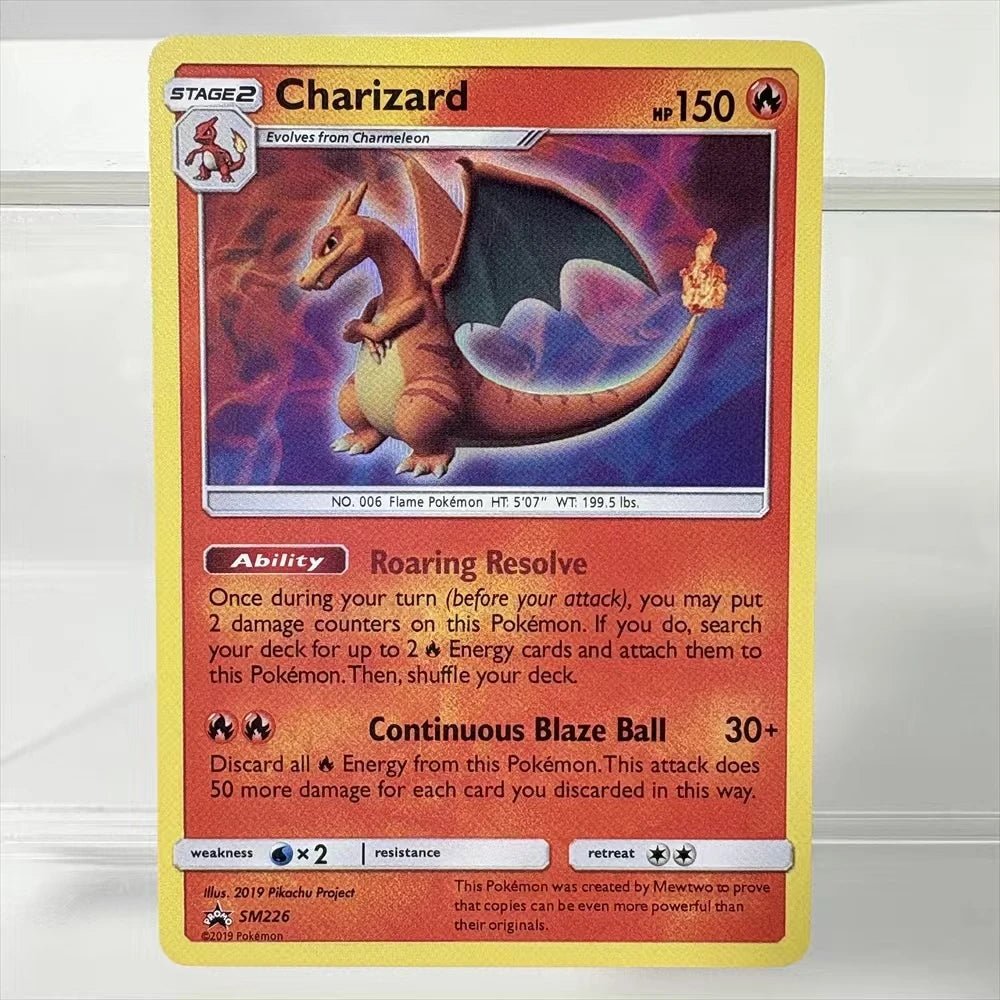 STAGE2 Charizard HP150
Evolves from Charmeleon
NO. 006 Flame Pokémon HT: 5'07" WT: 199.5 lbs.
Ability Roaring Resolve
Once during your turn (before your attack), you may put
2 damage counters on this Pokémon. If you do, search
your deck for up to 2 Energy cards and attach them to
this Pokémon. Then, shuffle your deck.
Continuous Blaze Ball 30+
Discard all Energy from this Pokémon. This attack does
50 more damage for each card you discarded in this way.
weakness ×2 resistance retreat
Illus. 2019 Pikachu Project
PROMO SM226
©2019 Pokémon
This Pokémon was created by Mewtwo to prove
that copies can be even more powerful than
their originals.